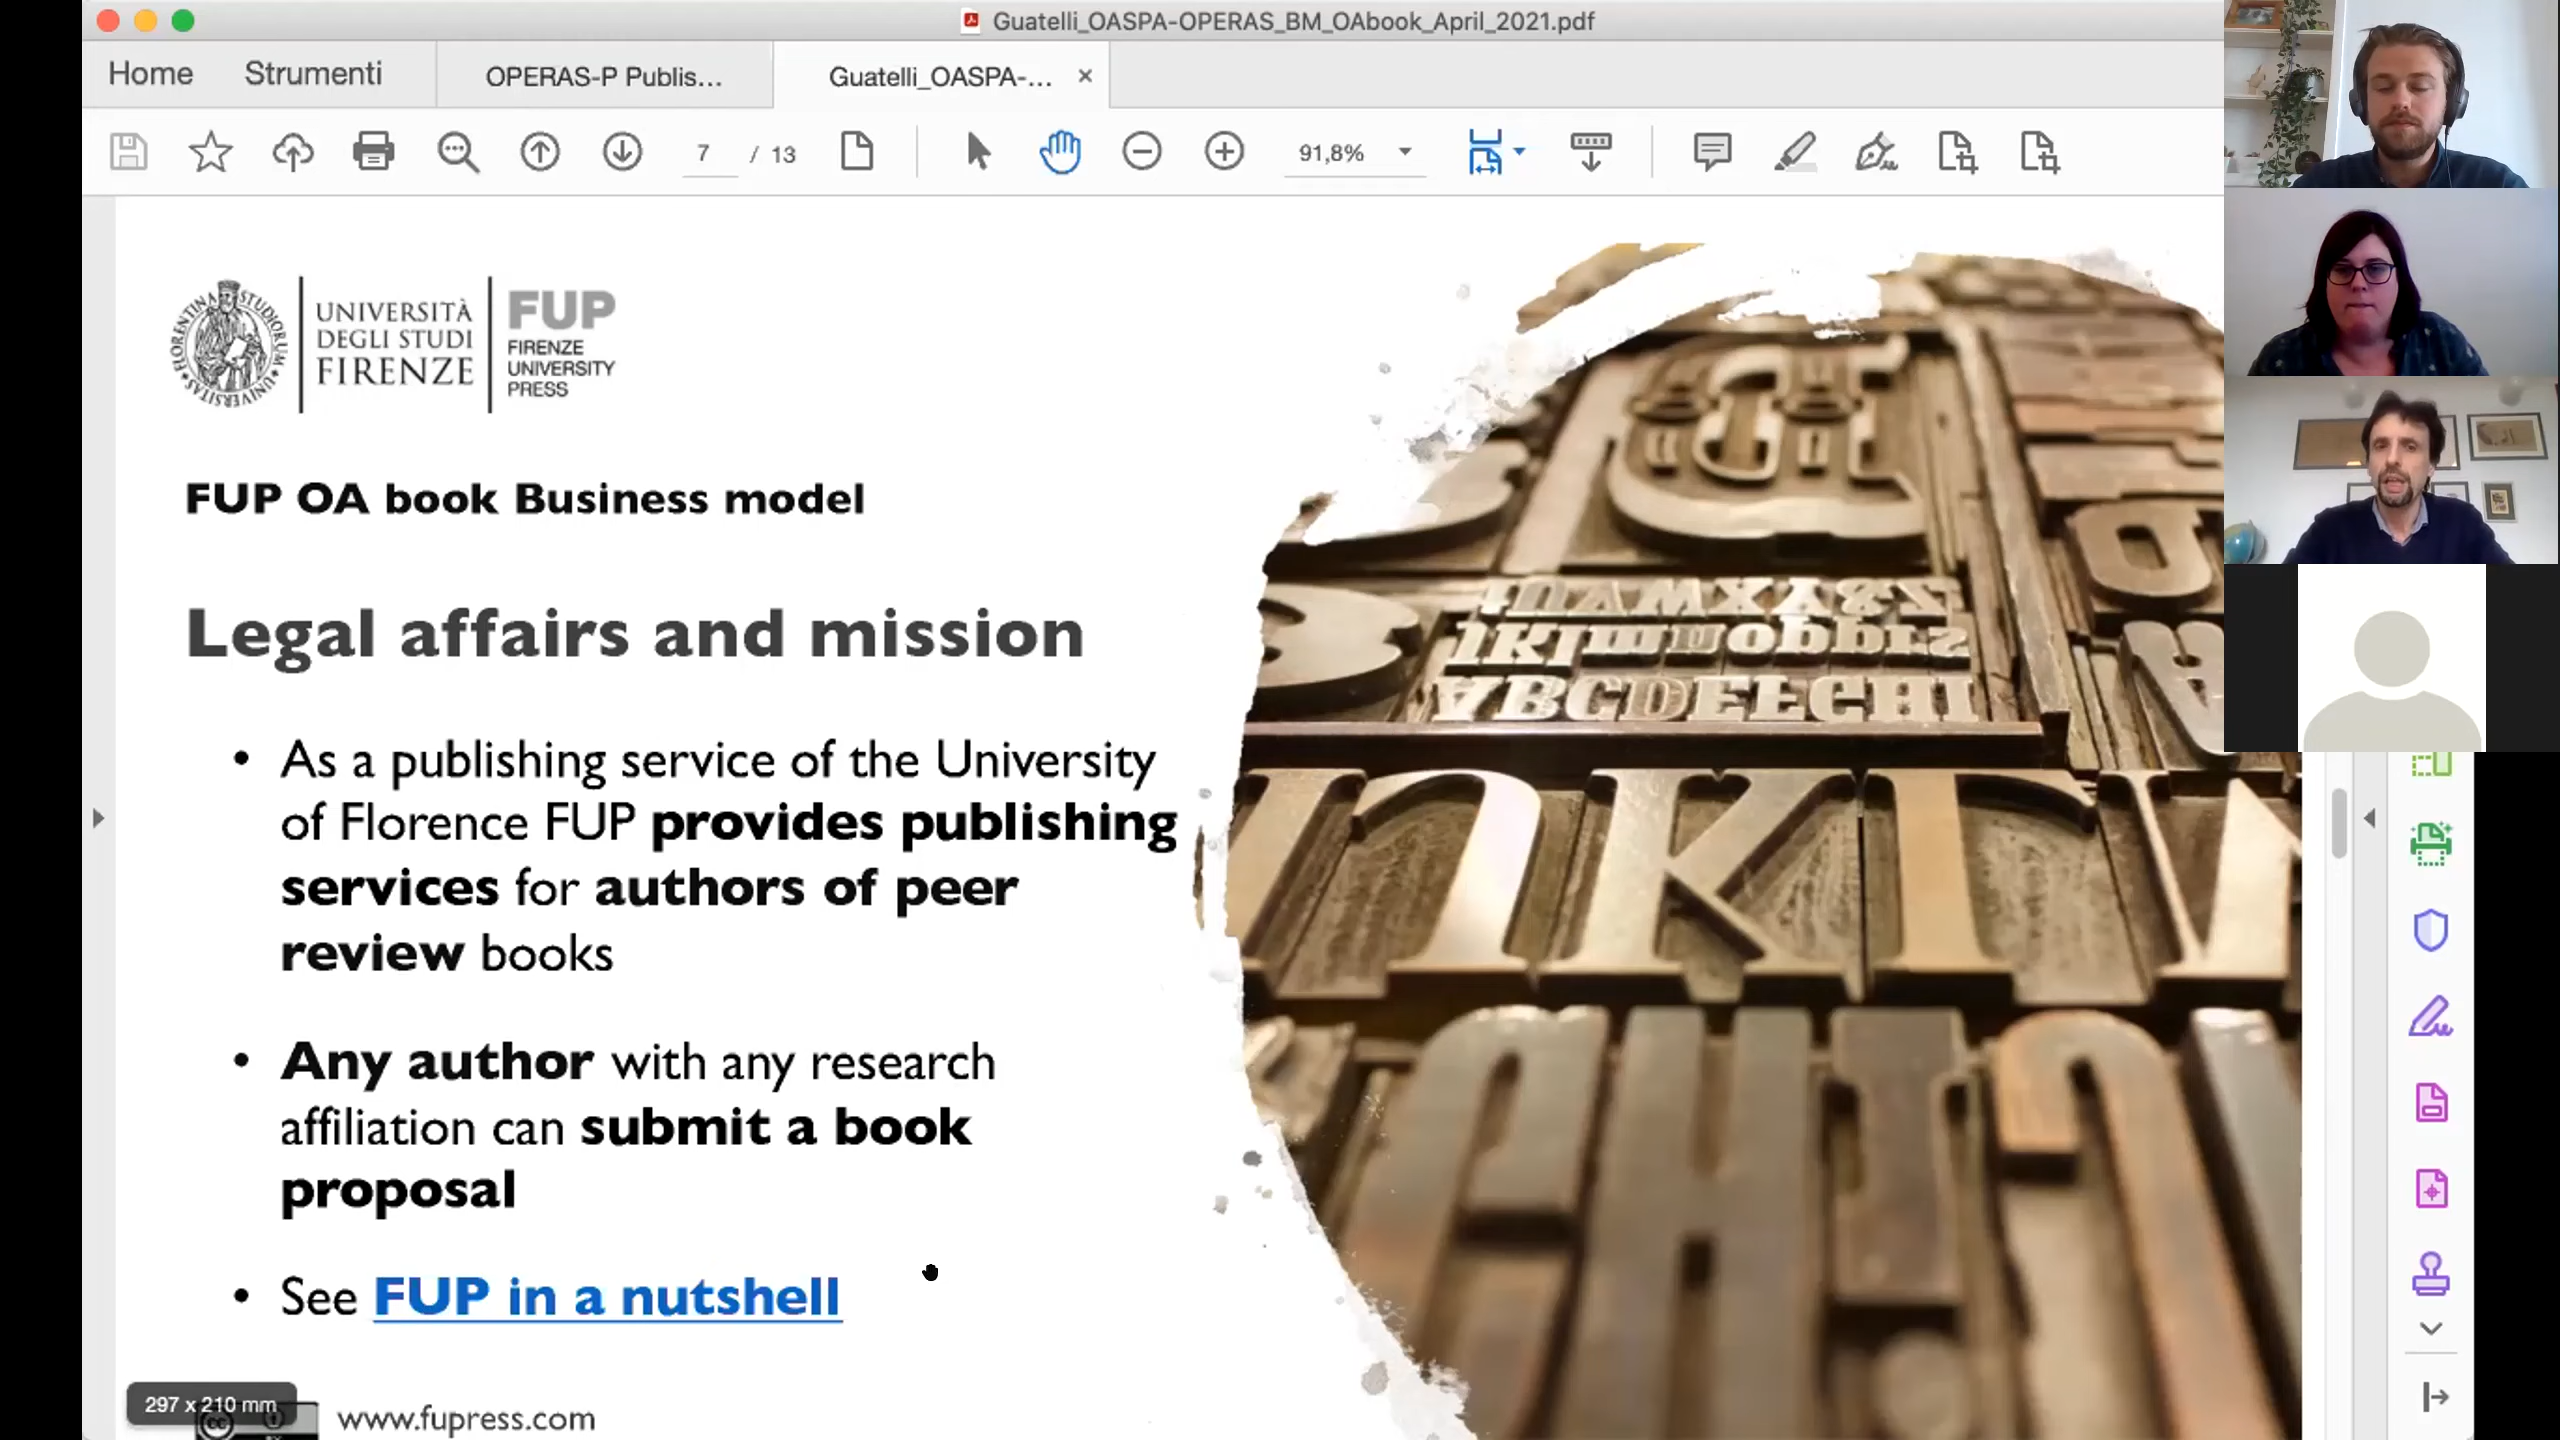 Guatelli_OASPA-OPERAS_BM_OAbook_April_2021.pdf
Home
Strumenti
OPERAS-P Publis...
Guatelli_OASPA-...
7 / 13
91,8%
UNIVERSITÀ
DEGLI STUDI
FIRENZE
FUP
FIRENZE
UNIVERSITY
PRESS
FUP OA book Business model
Legal affairs and mission
• As a publishing service of the University
of Florence FUP provides publishing
services for authors of peer
review books
• Any author with any research
affiliation can submit a book
proposal
• See FUP in a nutshell
297 x 210 mm
cc
www.fupress.com